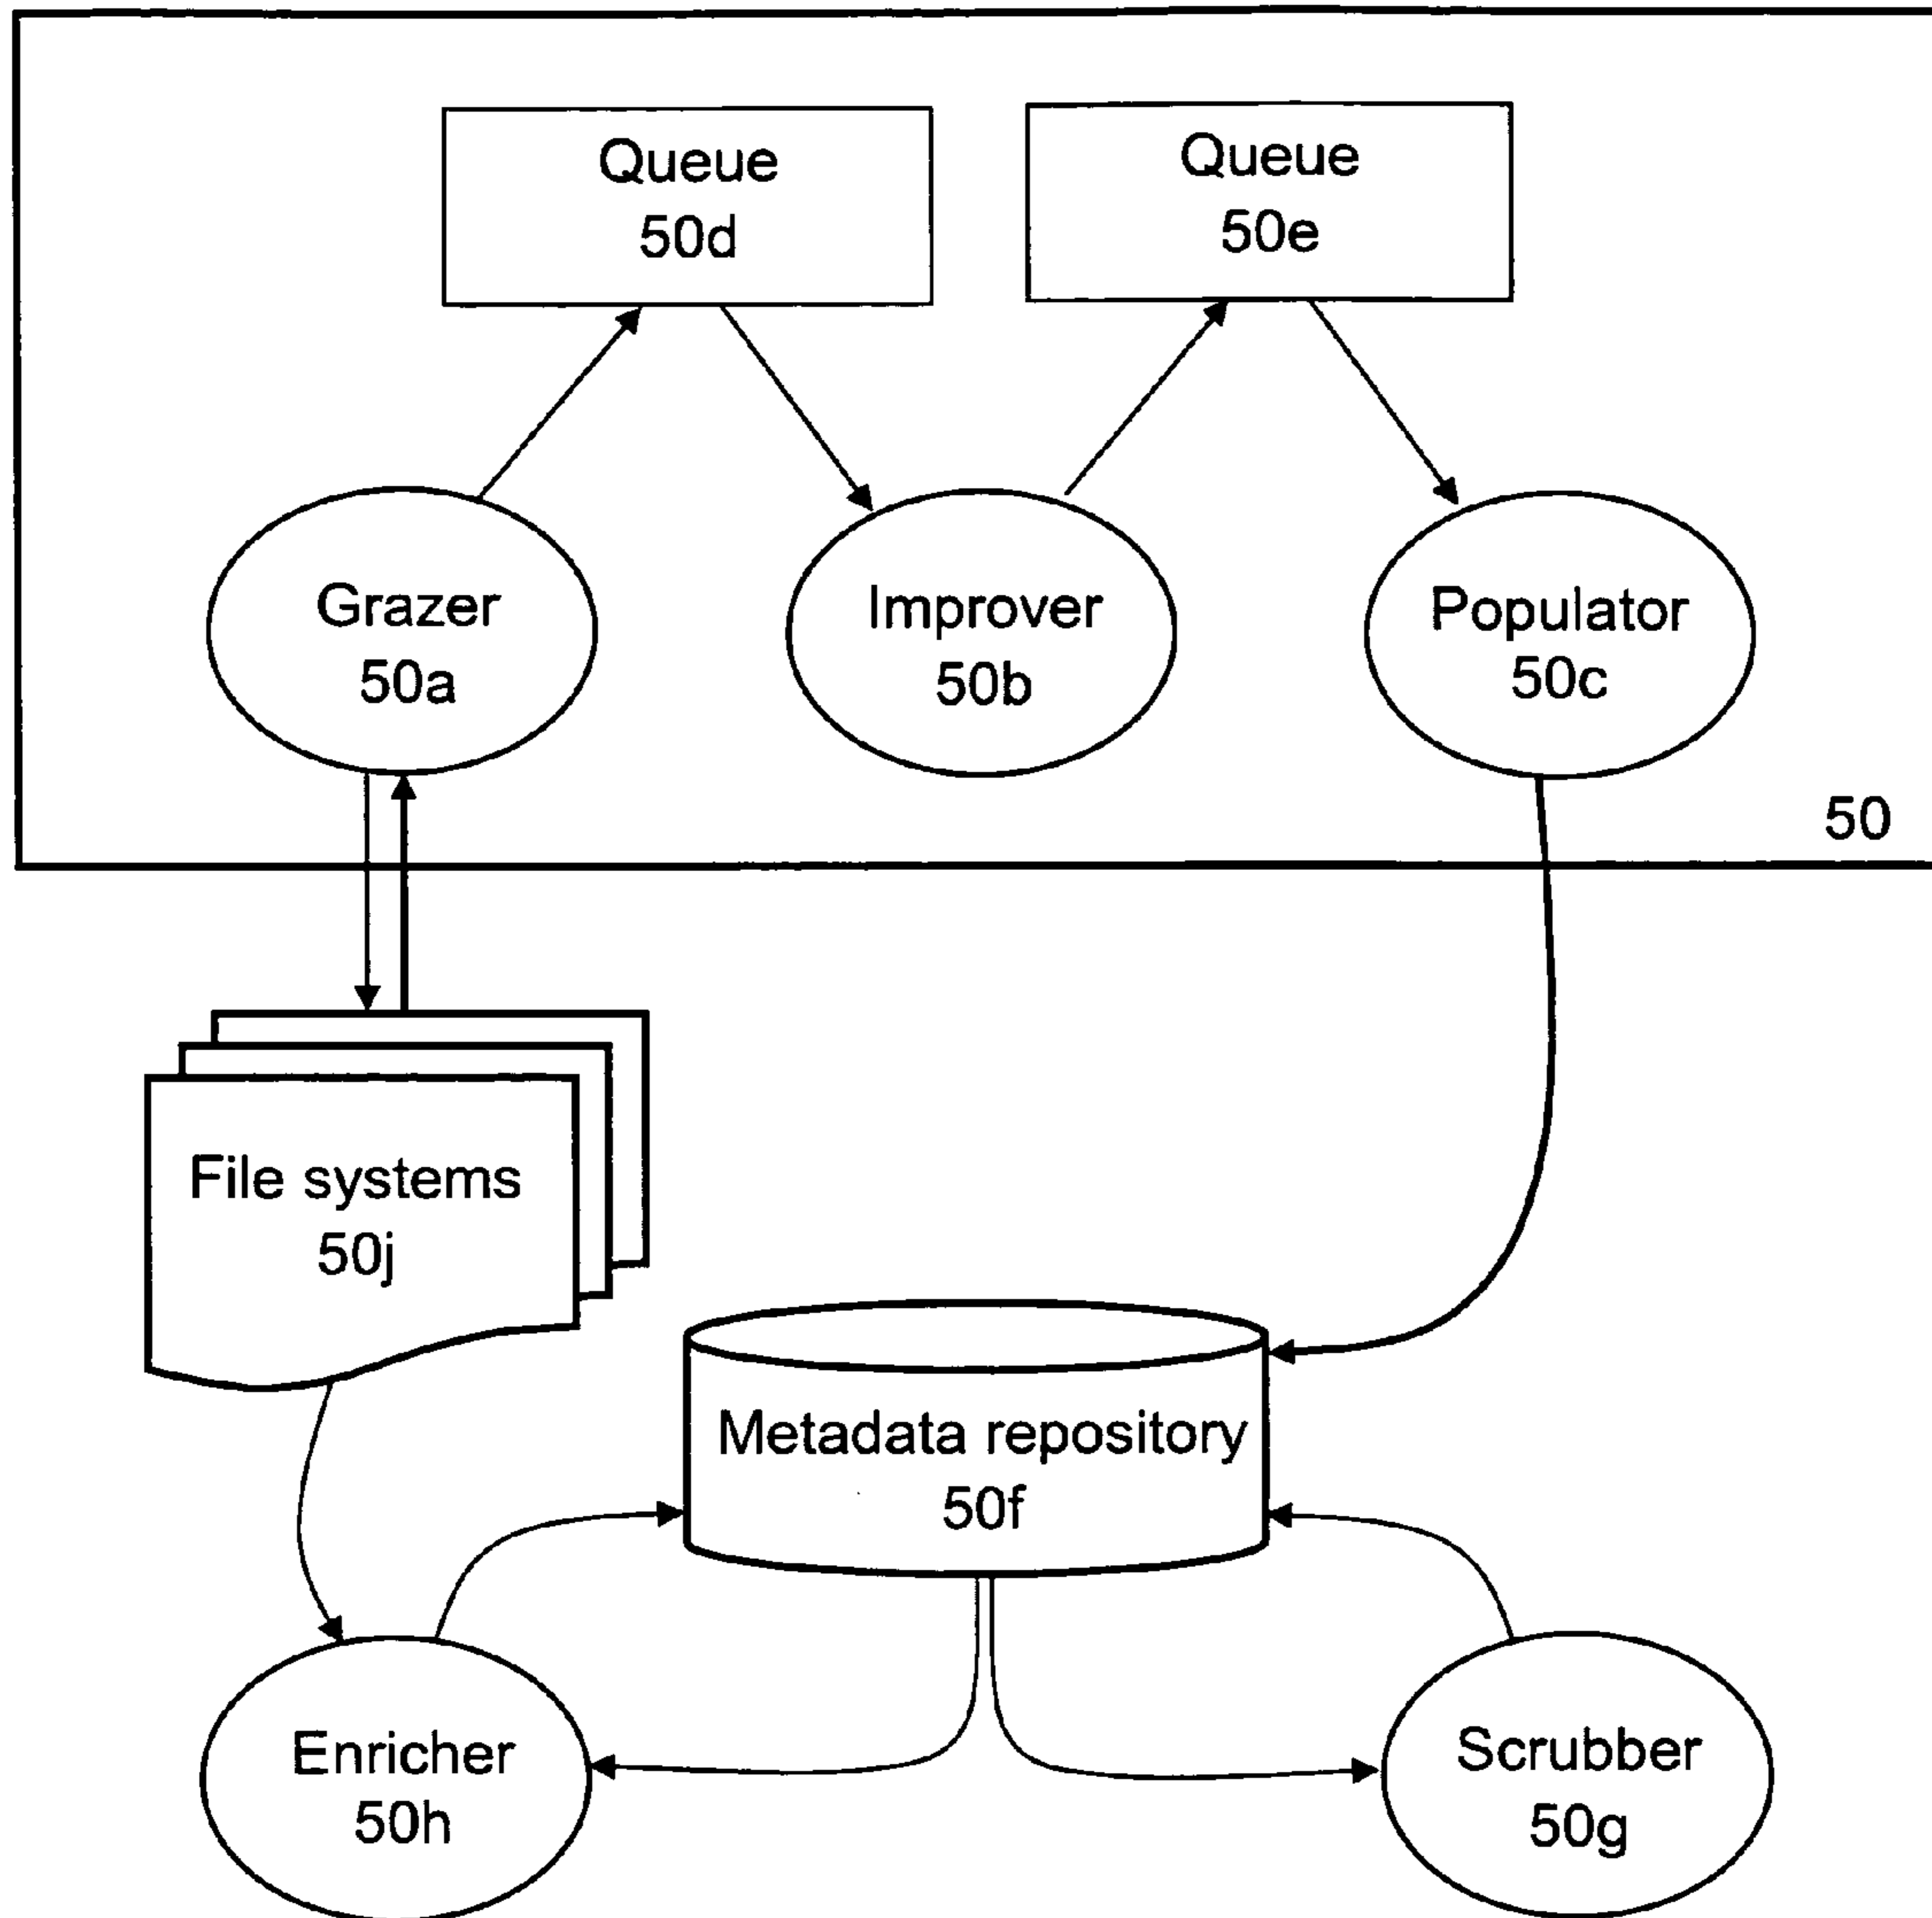 Queue
50d
Queue
50e
Grazer
50a
Improver
50b
Populator
50c
50
File systems
50j
Metadata repository
50f
Enricher
50h
Scrubber
50g